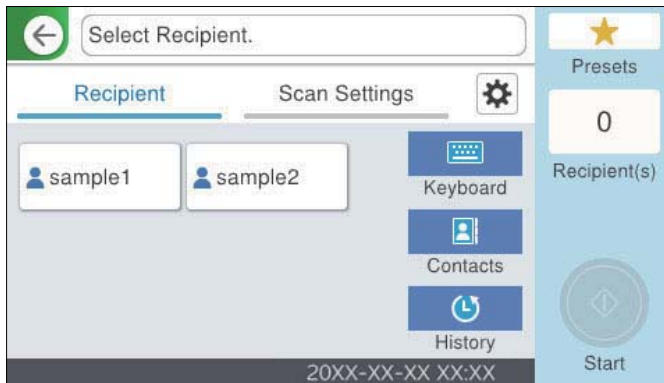 Select Recipient.
Presets
Recipient
Scan Settings
0
Recipient(s)
sample1
sample2
Keyboard
Contacts
History
Start
20XX-XX-XX XX:XX